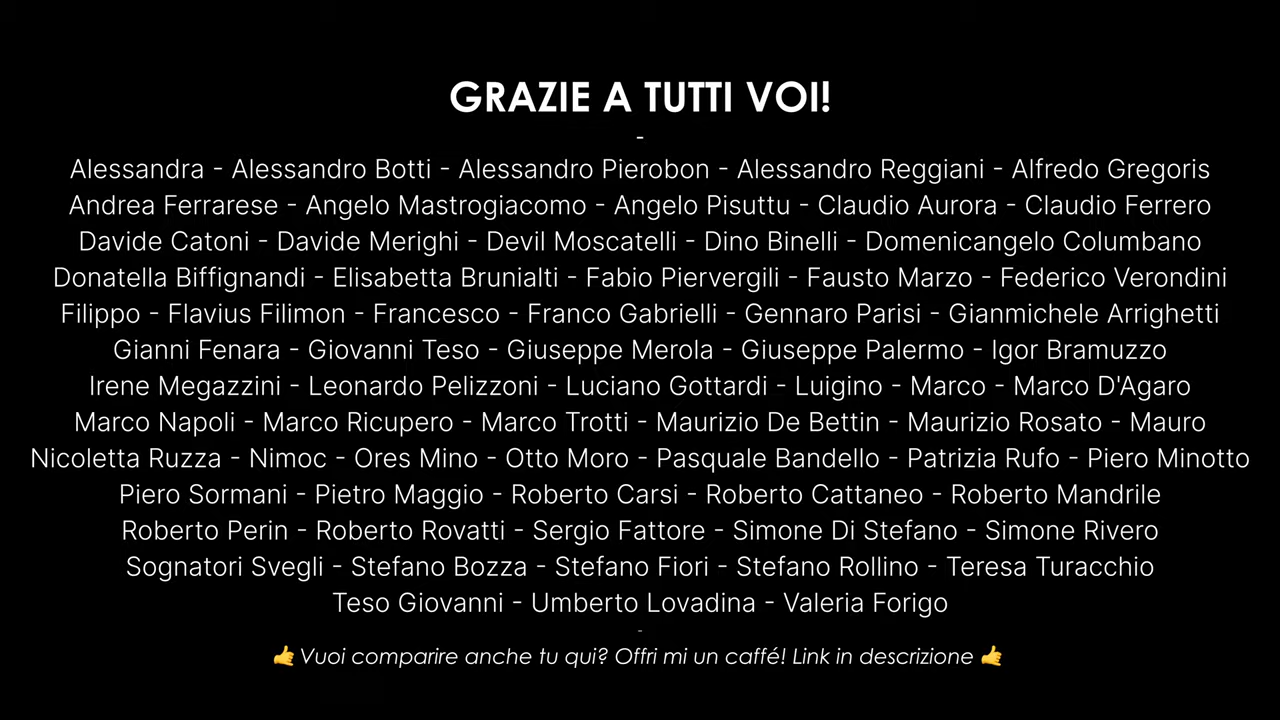 GRAZIE A TUTTI VOI!
-
Alessandra - Alessandro Botti - Alessandro Pierobon - Alessandro Reggiani - Alfredo Gregoris
Andrea Ferrarese - Angelo Mastrogiacomo - Angelo Pisuttu - Claudio Aurora - Claudio Ferrero
Davide Catoni - Davide Merighi - Devil Moscatelli - Dino Binelli - Domenicangelo Columbano
Donatella Biffignandi - Elisabetta Brunialti - Fabio Piervergili - Fausto Marzo - Federico Verondini
Filippo - Flavius Filimon - Francesco - Franco Gabrielli - Gennaro Parisi - Gianmichele Arrighetti
Gianni Fenara - Giovanni Teso - Giuseppe Merola - Giuseppe Palermo - Igor Bramuzzo
Irene Megazzini - Leonardo Pelizzoni - Luciano Gottardi - Luigino - Marco - Marco D'Agaro
Marco Napoli - Marco Ricupero - Marco Trotti - Maurizio De Bettin - Maurizio Rosato - Mauro
Nicoletta Ruzza - Nimoc - Ores Mino - Otto Moro - Pasquale Bandello - Patrizia Rufo - Piero Minotto
Piero Sormani - Pietro Maggio - Roberto Carsi - Roberto Cattaneo - Roberto Mandrile
Roberto Perin - Roberto Rovatti - Sergio Fattore - Simone Di Stefano - Simone Rivero
Sognatori Svegli - Stefano Bozza - Stefano Fiori - Stefano Rollino - Teresa Turacchio
Teso Giovanni - Umberto Lovadina - Valeria Forigo
-
🤙 Vuoi comparire anche tu qui? Offri mi un caffé! Link in descrizione 🤙